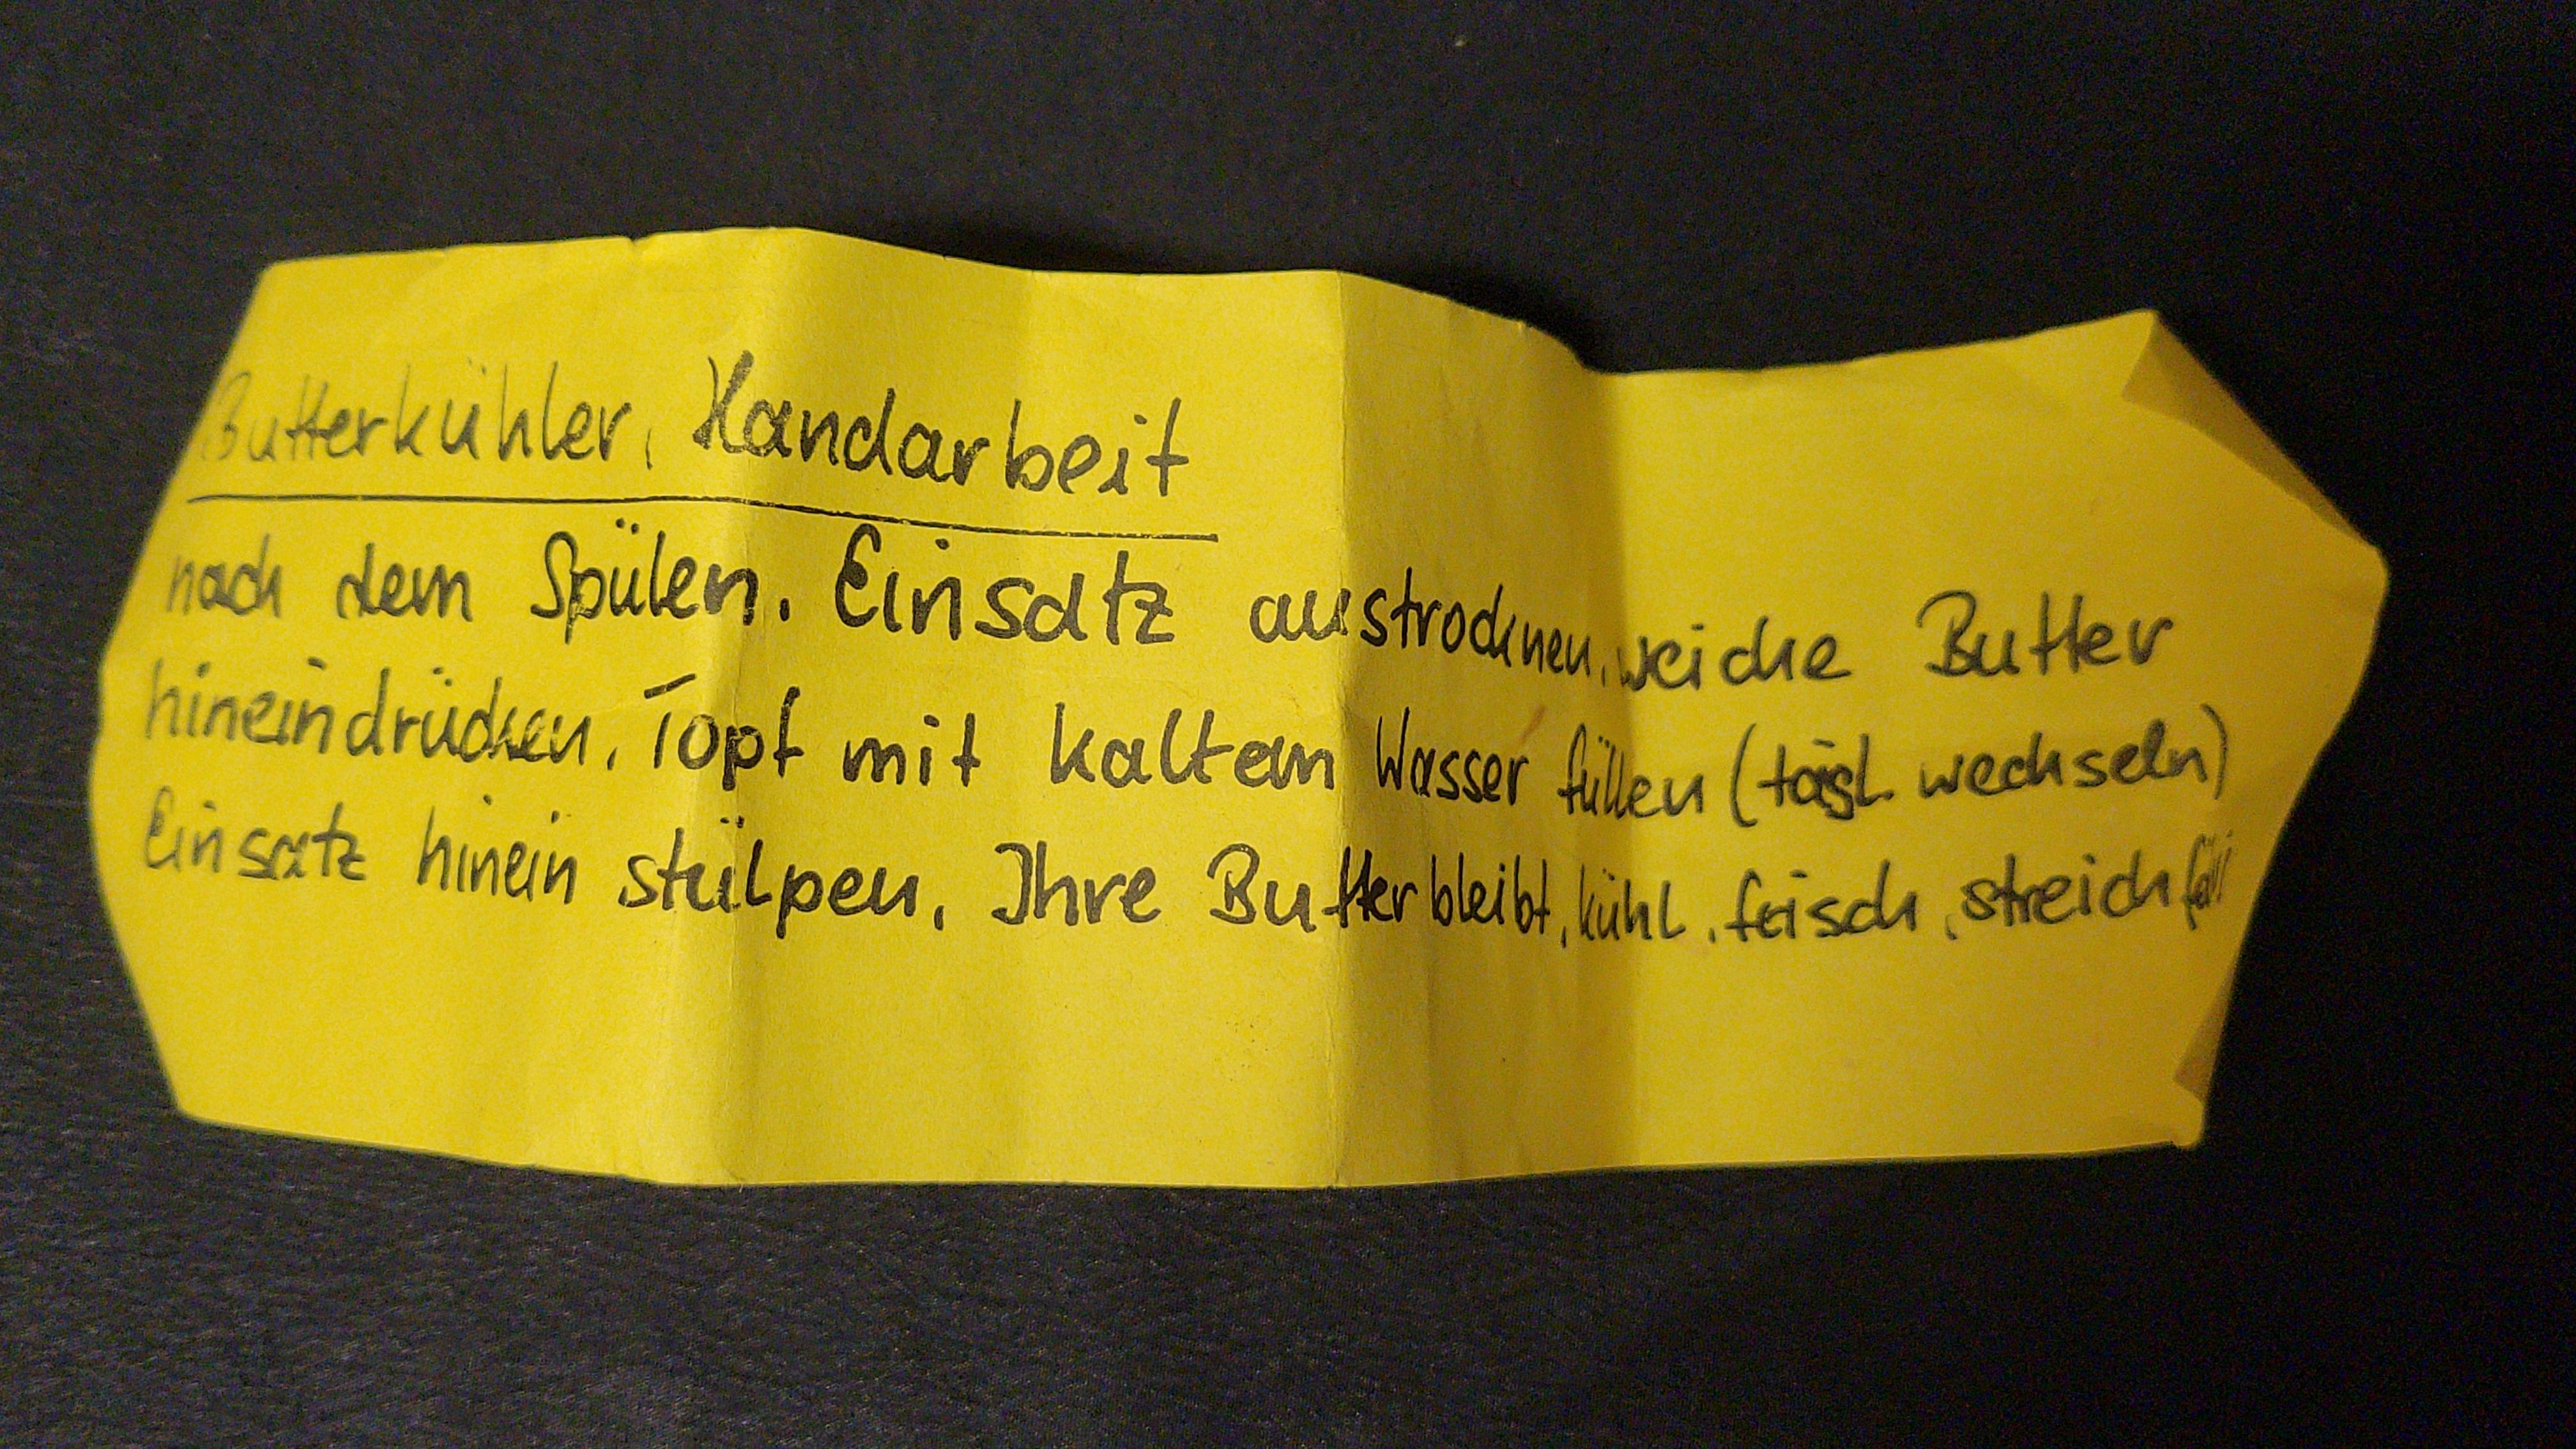 Butterkühler, Handarbeit
nach dem Spülen. Einsatz austrocknen, weiche Butter
hineindrücken. Topf mit kaltem Wasser füllen (tägl. wechseln)
Einsatz hinein stülpen. Ihre Butter bleibt, kühl, frisch, streich